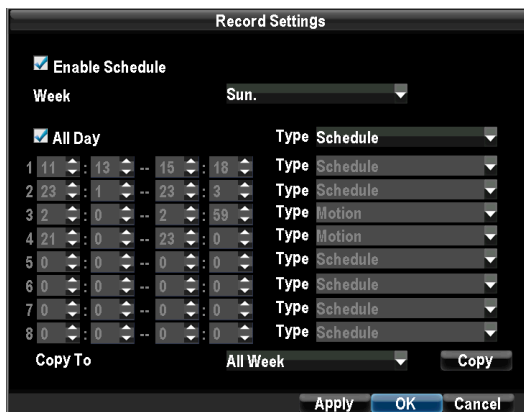 Record Settings
Enable Schedule
Week Sun.
All Day Type Schedule
1 11 : 13 -- 15 : 18 Type Schedule
2 23 : 1 -- 23 : 3 Type Schedule
3 2 : 0 -- 2 : 59 Type Motion
4 21 : 0 -- 23 : 0 Type Motion
5 0 : 0 -- 0 : 0 Type Schedule
6 0 : 0 -- 0 : 0 Type Schedule
7 0 : 0 -- 0 : 0 Type Schedule
8 0 : 0 -- 0 : 0 Type Schedule
Copy To All Week Copy
Apply OK Cancel